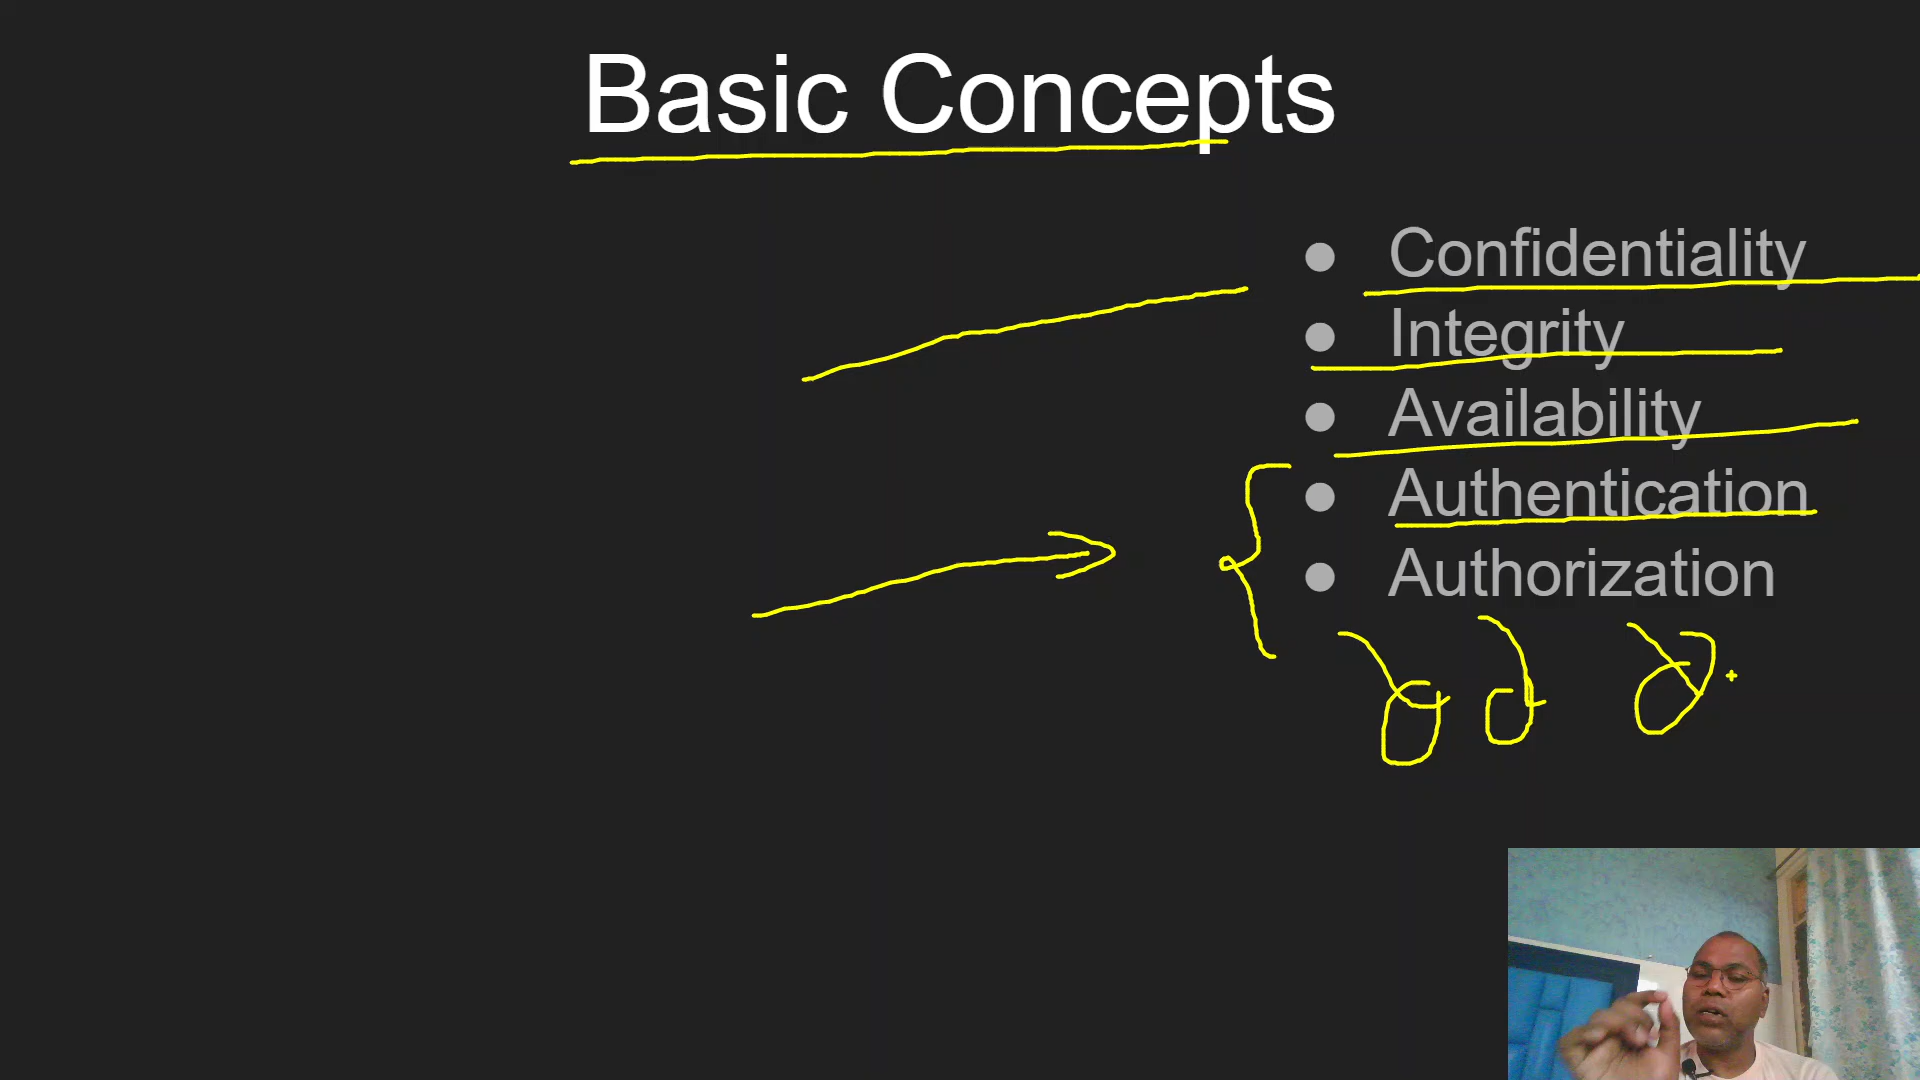 Basic Concepts
● Confidentiality
● Integrity
● Availability
● Authentication
● Authorization